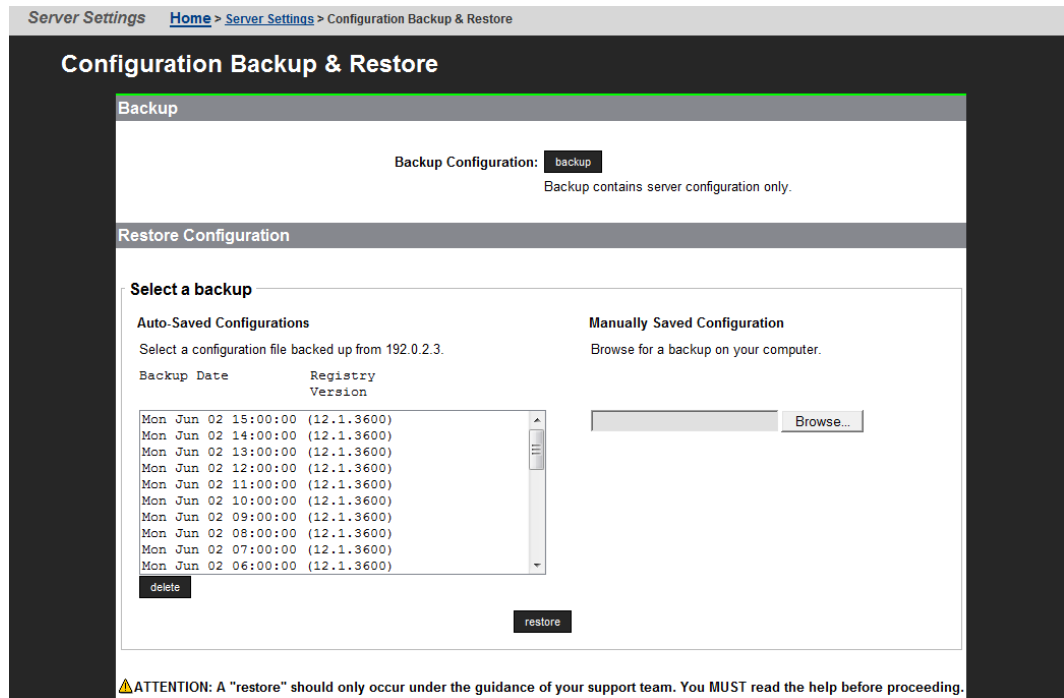 Server Settings Home > Server Settings > Configuration Backup & Restore
Configuration Backup & Restore
Backup
Backup Configuration: backup
Backup contains server configuration only.
Restore Configuration
Select a backup
Auto-Saved Configurations
Select a configuration file backed up from 192.0.2.3.
Backup Date Registry
Version
Mon Jun 02 15:00:00 (12.1.3600)
Mon Jun 02 14:00:00 (12.1.3600)
Mon Jun 02 13:00:00 (12.1.3600)
Mon Jun 02 12:00:00 (12.1.3600)
Mon Jun 02 11:00:00 (12.1.3600)
Mon Jun 02 10:00:00 (12.1.3600)
Mon Jun 02 09:00:00 (12.1.3600)
Mon Jun 02 08:00:00 (12.1.3600)
Mon Jun 02 07:00:00 (12.1.3600)
Mon Jun 02 06:00:00 (12.1.3600)
delete
Manually Saved Configuration
Browse for a backup on your computer.
Browse...
restore
ATTENTION: A "restore" should only occur under the guidance of your support team. You MUST read the help before proceeding.